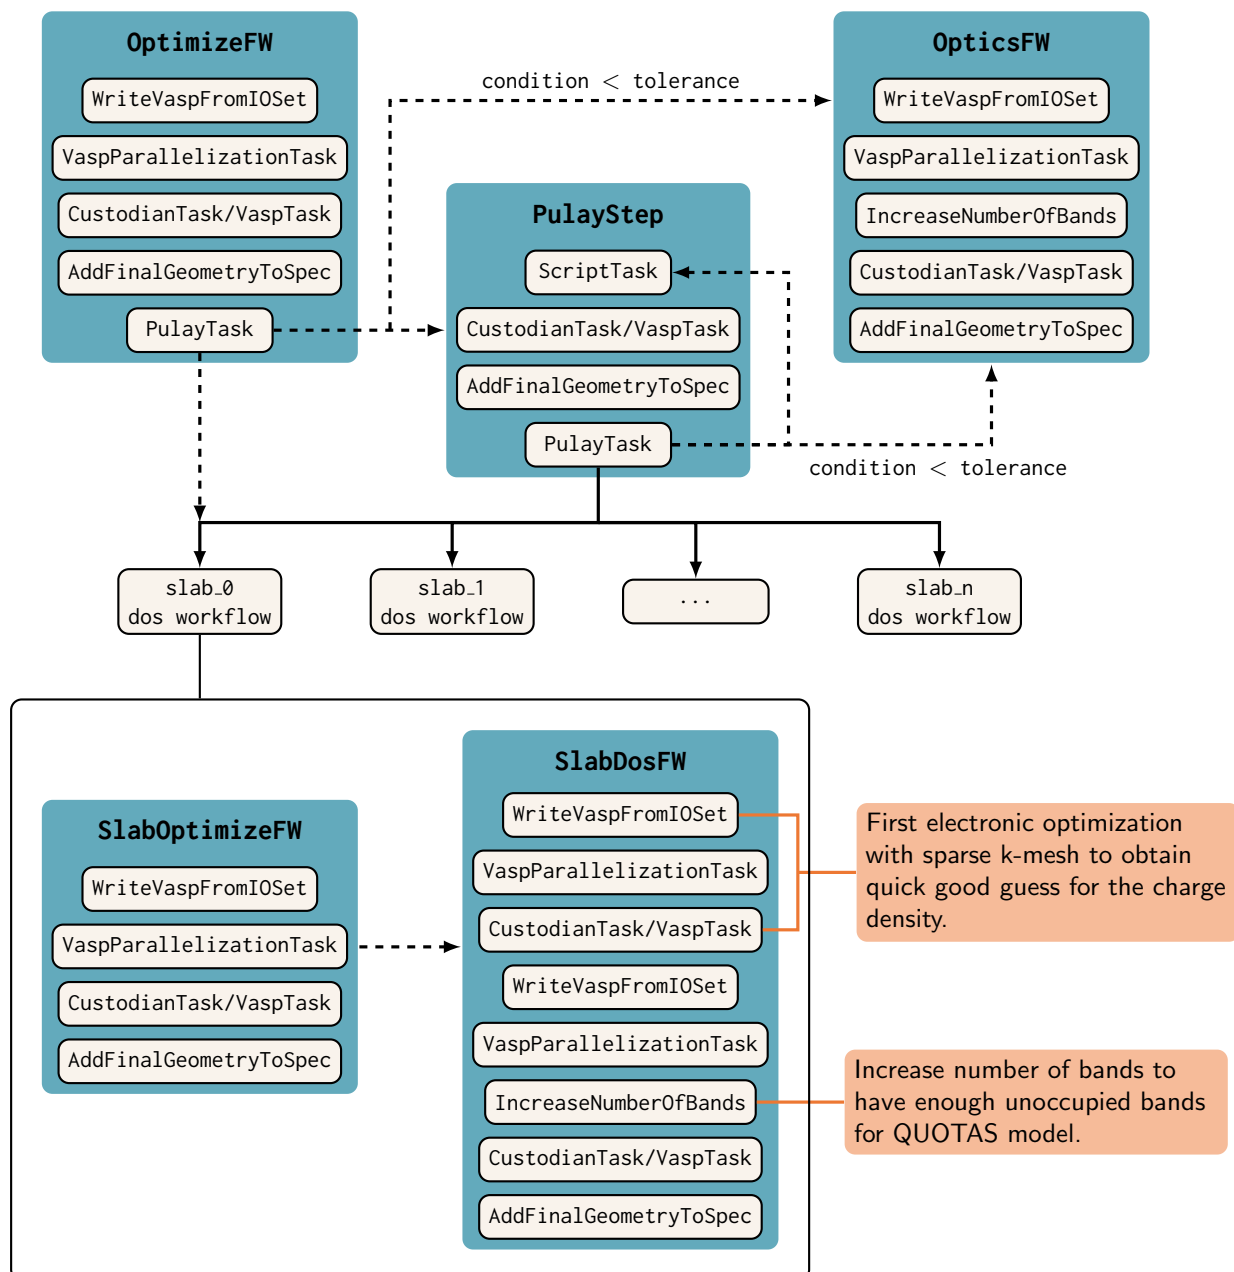 OptimizeFW
WriteVaspFromIOSet
VaspParallelizationTask
CustodianTask/VaspTask
AddFinalGeometryToSpec
PulayTask
condition < tolerance
PulayStep
ScriptTask
CustodianTask/VaspTask
AddFinalGeometryToSpec
PulayTask
OpticsFW
WriteVaspFromIOSet
VaspParallelizationTask
IncreaseNumberOfBands
CustodianTask/VaspTask
AddFinalGeometryToSpec
condition < tolerance
slab_0
dos workflow
slab_1
dos workflow
...
slab_n
dos workflow
SlabOptimizeFW
WriteVaspFromIOSet
VaspParallelizationTask
CustodianTask/VaspTask
AddFinalGeometryToSpec
SlabDosFW
WriteVaspFromIOSet
VaspParallelizationTask
CustodianTask/VaspTask
WriteVaspFromIOSet
VaspParallelizationTask
IncreaseNumberOfBands
CustodianTask/VaspTask
AddFinalGeometryToSpec
First electronic optimization
with sparse k-mesh to obtain
quick good guess for the charge
density.
Increase number of bands to
have enough unoccupied bands
for QUOTAS model.